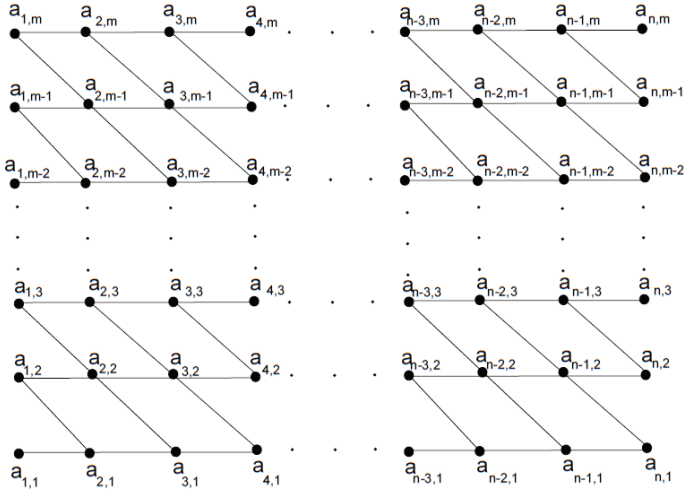 a1,m a2,m a3,m a4,m . . . an-3,m an-2,m an-1,m an,m
a1,m-1 a2,m-1 a3,m-1 a4,m-1 . . . an-3,m-1 an-2,m-1 an-1,m-1 an,m-1
a1,m-2 a2,m-2 a3,m-2 a4,m-2 . . . an-3,m-2 an-2,m-2 an-1,m-2 an,m-2
a1,3 a2,3 a3,3 a4,3 . . . an-3,3 an-2,3 an-1,3 an,3
a1,2 a2,2 a3,2 a4,2 . . . an-3,2 an-2,2 an-1,2 an,2
a1,1 a2,1 a3,1 a4,1 . . . an-3,1 an-2,1 an-1,1 an,1